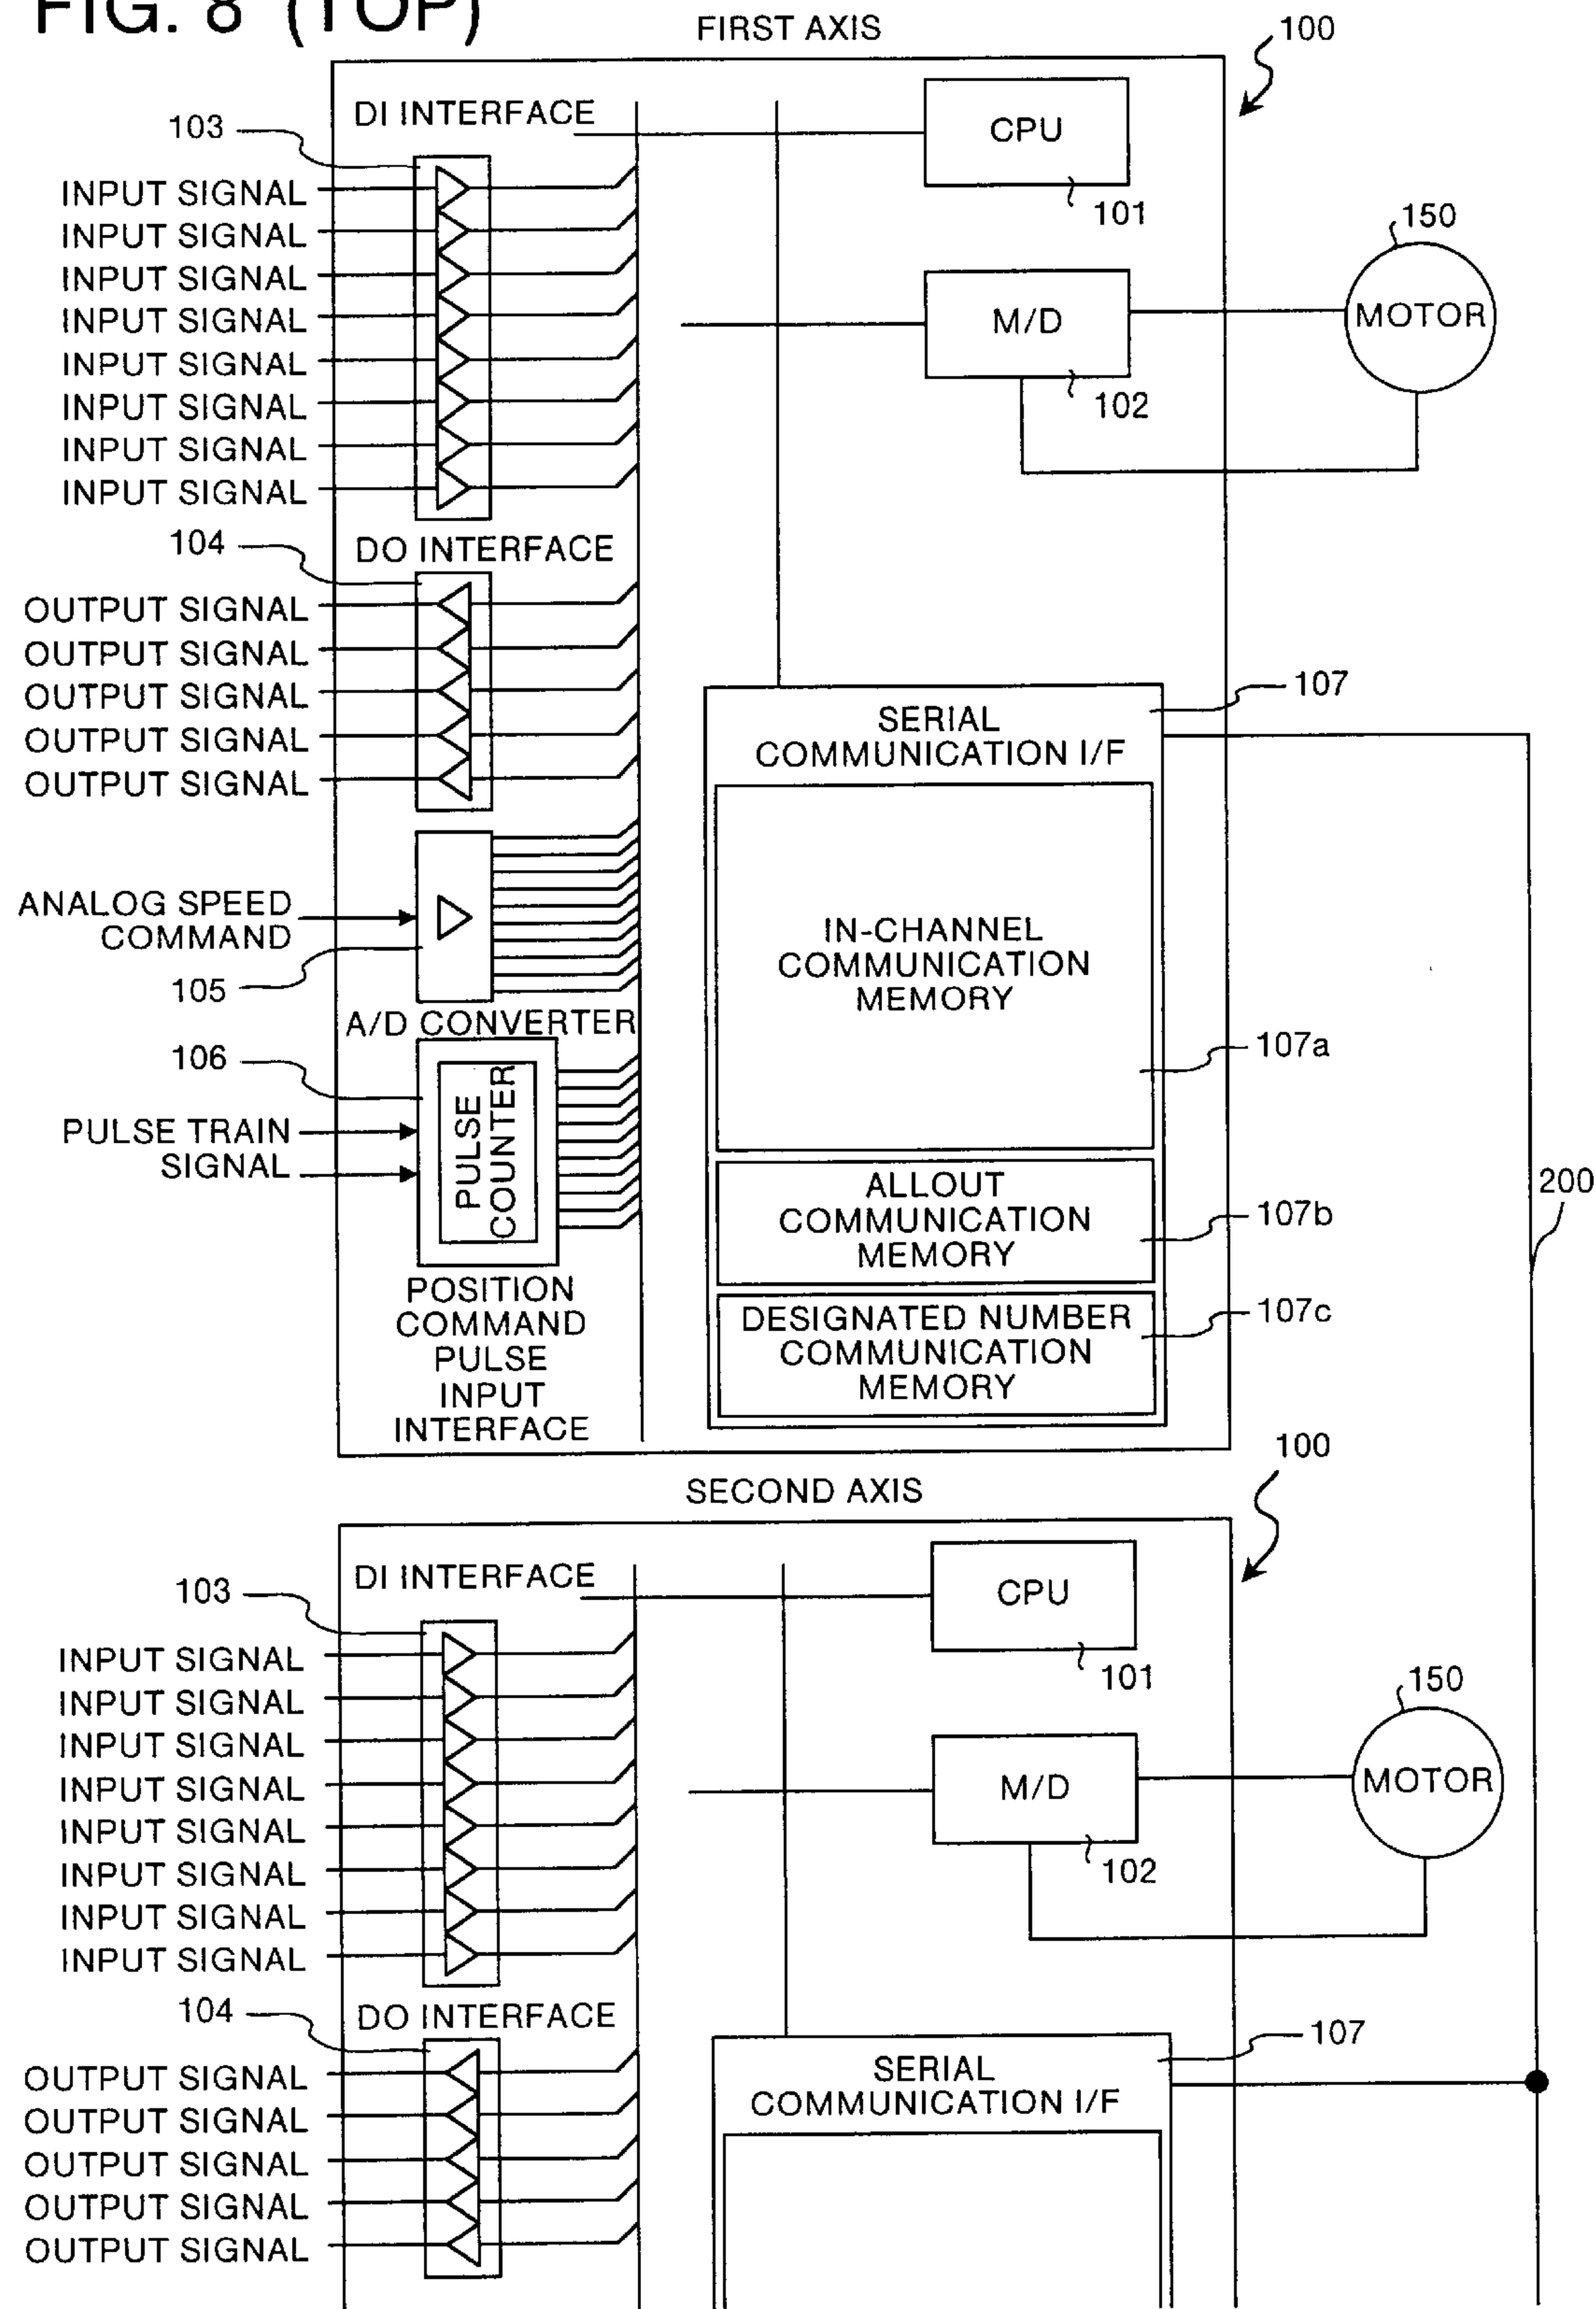 FIG. 8 (TOP)
FIRST AXIS
100
DI INTERFACE
CPU
103
101
INPUT SIGNAL
INPUT SIGNAL
INPUT SIGNAL
INPUT SIGNAL
INPUT SIGNAL
INPUT SIGNAL
INPUT SIGNAL
INPUT SIGNAL
150
M/D
MOTOR
102
104
DO INTERFACE
OUTPUT SIGNAL
OUTPUT SIGNAL
OUTPUT SIGNAL
OUTPUT SIGNAL
OUTPUT SIGNAL
107
SERIAL
COMMUNICATION I/F
ANALOG SPEED
COMMAND
105
A/D CONVERTER
IN-CHANNEL
COMMUNICATION
MEMORY
107a
106
PULSE TRAIN
SIGNAL
PULSE
COUNTER
ALLOUT
COMMUNICATION
MEMORY
107b
200
POSITION
COMMAND
PULSE
INPUT
INTERFACE
DESIGNATED NUMBER
COMMUNICATION
MEMORY
107c
SECOND AXIS
100
DI INTERFACE
CPU
103
101
INPUT SIGNAL
INPUT SIGNAL
INPUT SIGNAL
INPUT SIGNAL
INPUT SIGNAL
INPUT SIGNAL
INPUT SIGNAL
INPUT SIGNAL
150
M/D
MOTOR
102
104
DO INTERFACE
OUTPUT SIGNAL
OUTPUT SIGNAL
OUTPUT SIGNAL
OUTPUT SIGNAL
OUTPUT SIGNAL
107
SERIAL
COMMUNICATION I/F